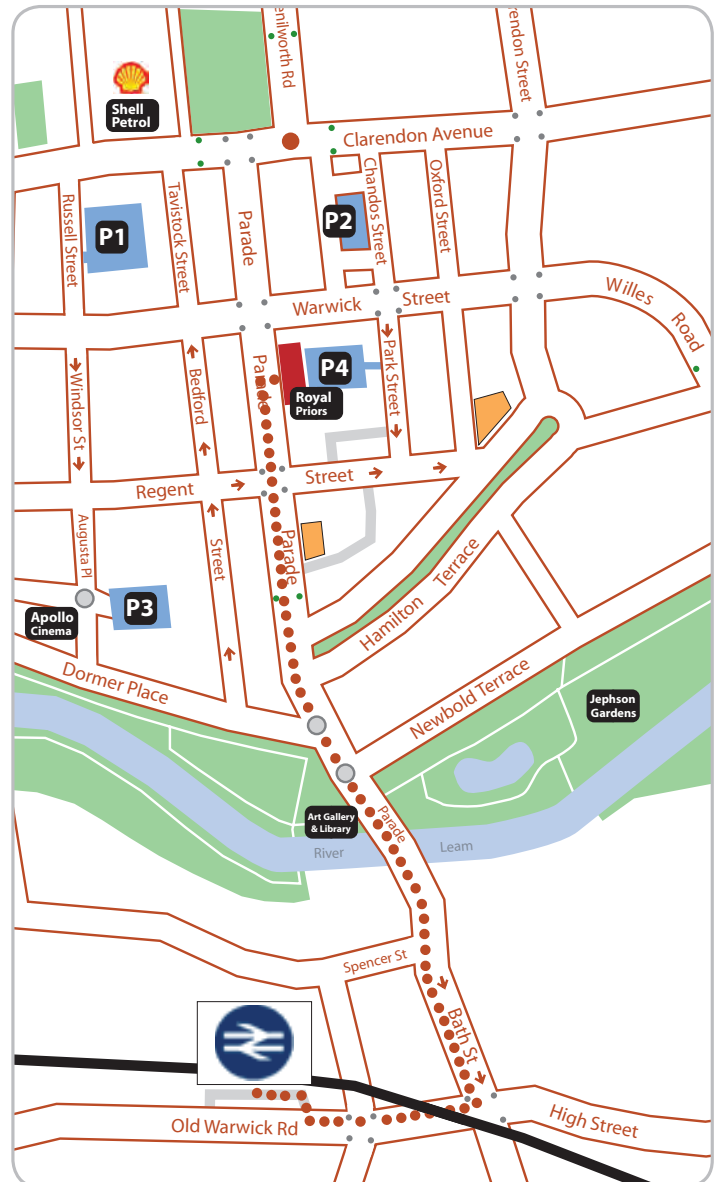 enilworth Rd
rendon Street
Shell
Petrol
Clarendon Avenue
Russell Street
P1
Tavistock Street
Parade
P2
Chandos Street
Oxford Street
Warwick
Street
Willes
Road
Windsor St
Bedford
Parade
P4
Royal
Priors
Park Street
Regent
Street
Augusta Pl
Street
Parade
Apollo
Cinema
P3
Hamilton
Terrace
Dormer Place
Newbold Terrace
Jephson
Gardens
Art Gallery
& Library
Parade
River
Leam
Spencer St
Bath St
Old Warwick Rd
High Street